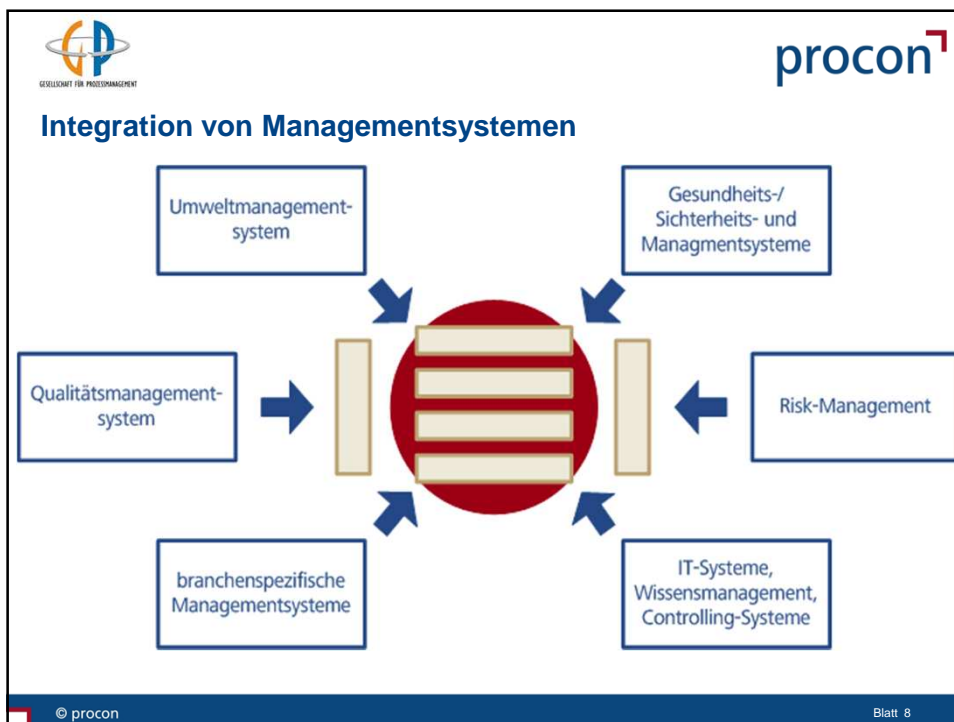 GP
GESELLSCHAFT FÜR PROZESSMANAGEMENT
procon
Integration von Managementsystemen
Umweltmanagement-
system
Gesundheits-/
Sichterheits- und
Managmentsysteme
Qualitätsmanagement-
system
Risk-Management
branchenspezifische
Managementsysteme
IT-Systeme,
Wissensmanagement,
Controlling-Systeme
© procon
Blatt 8